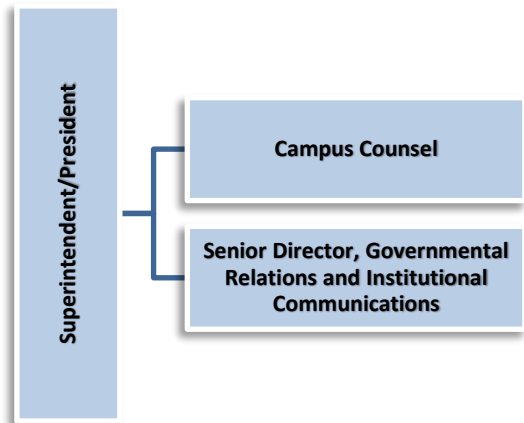 Superintendent/President
Campus Counsel
Senior Director, Governmental
Relations and Institutional
Communications